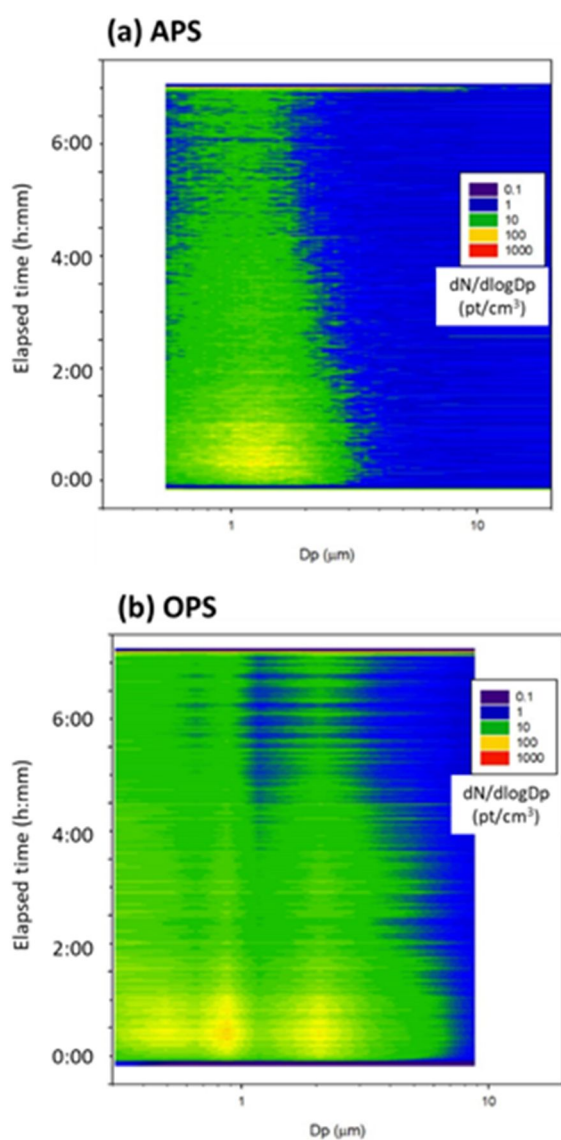 (a) APS
Elapsed time (h:mm)
6:00
4:00
2:00
0:00
0.1
1
10
100
1000
dN/dlogDp
(pt/cm³)
1
10
Dp (μm)
(b) OPS
Elapsed time (h:mm)
6:00
4:00
2:00
0:00
0.1
1
10
100
1000
dN/dlogDp
(pt/cm³)
1
10
Dp (μm)